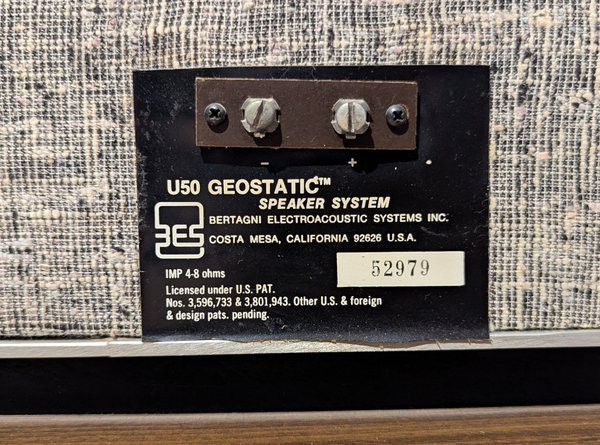 - +
U50 GEOSTATIC™
SPEAKER SYSTEM
BES
BERTAGNI ELECTROACOUSTIC SYSTEMS INC.
COSTA MESA, CALIFORNIA 92626 U.S.A.
IMP 4-8 ohms
52979
Licensed under U.S. PAT.
Nos. 3,596,733 & 3,801,943. Other U.S. & foreign
& design pats. pending.